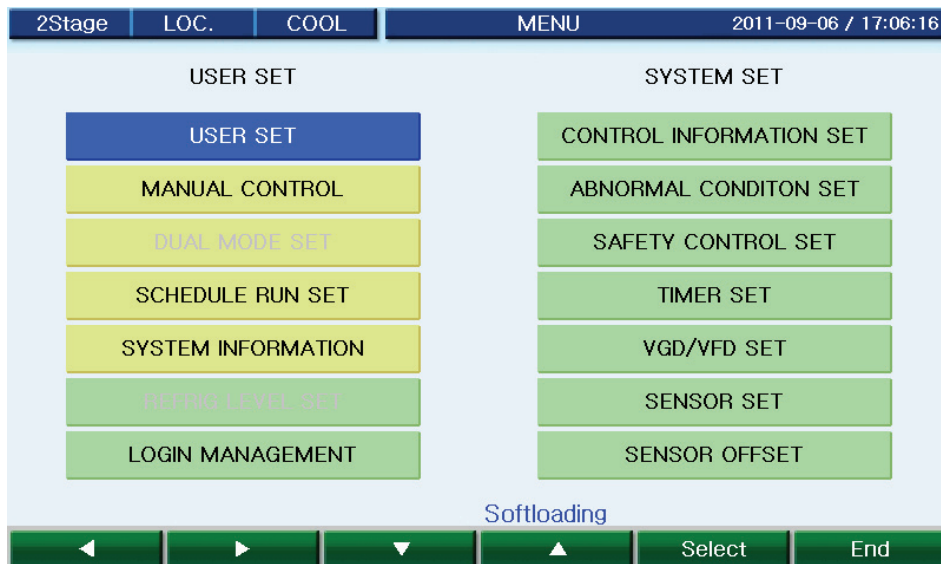 2Stage LOC. COOL MENU 2011-09-06 / 17:06:16
USER SET SYSTEM SET
USER SET CONTROL INFORMATION SET
MANUAL CONTROL ABNORMAL CONDITON SET
DUAL MODE SET SAFETY CONTROL SET
SCHEDULE RUN SET TIMER SET
SYSTEM INFORMATION VGD/VFD SET
LEVEL SET SENSOR SET
LOGIN MANAGEMENT SENSOR OFFSET
Softloading
Select End